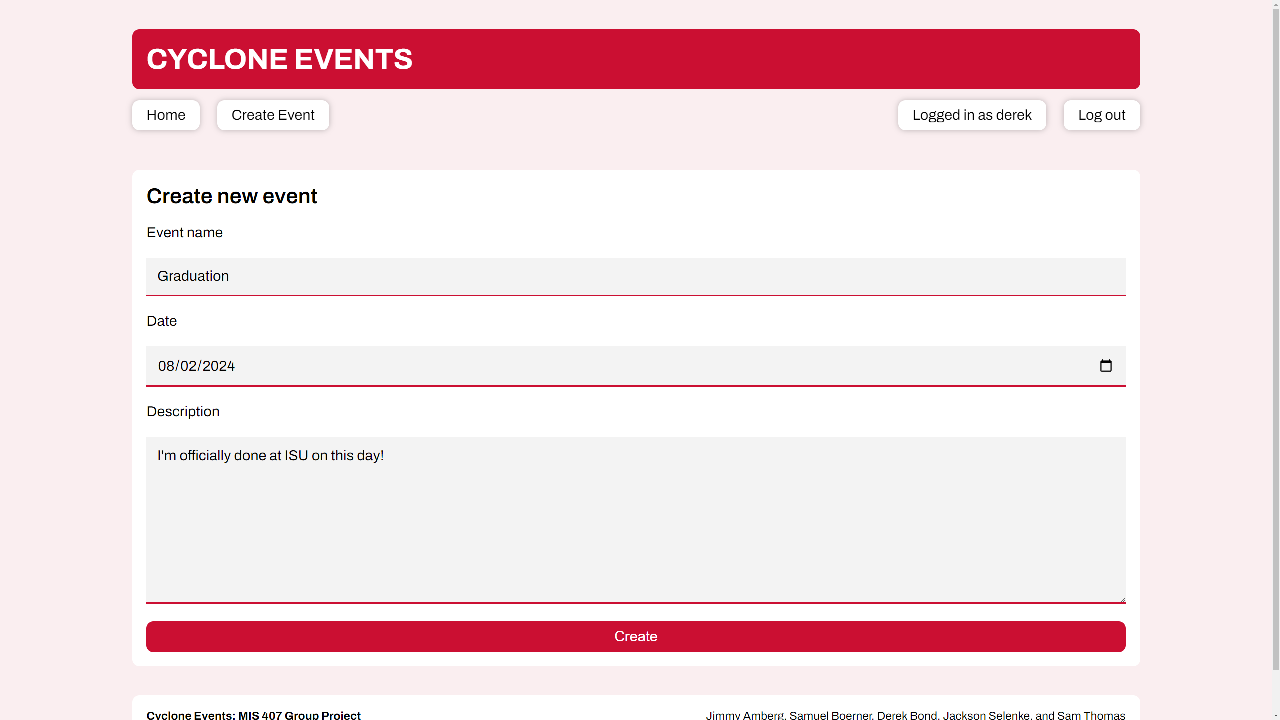 CYCLONE EVENTS
Home
Create Event
Logged in as derek
Log out
Create new event
Event name
Graduation
Date
08/02/2024
Description
I'm officially done at ISU on this day!
Create
Cyclone Events: MIS 407 Group Project
Jimmy Amberg, Samuel Boerner, Derek Bond, Jackson Selenke, and Sam Thomas